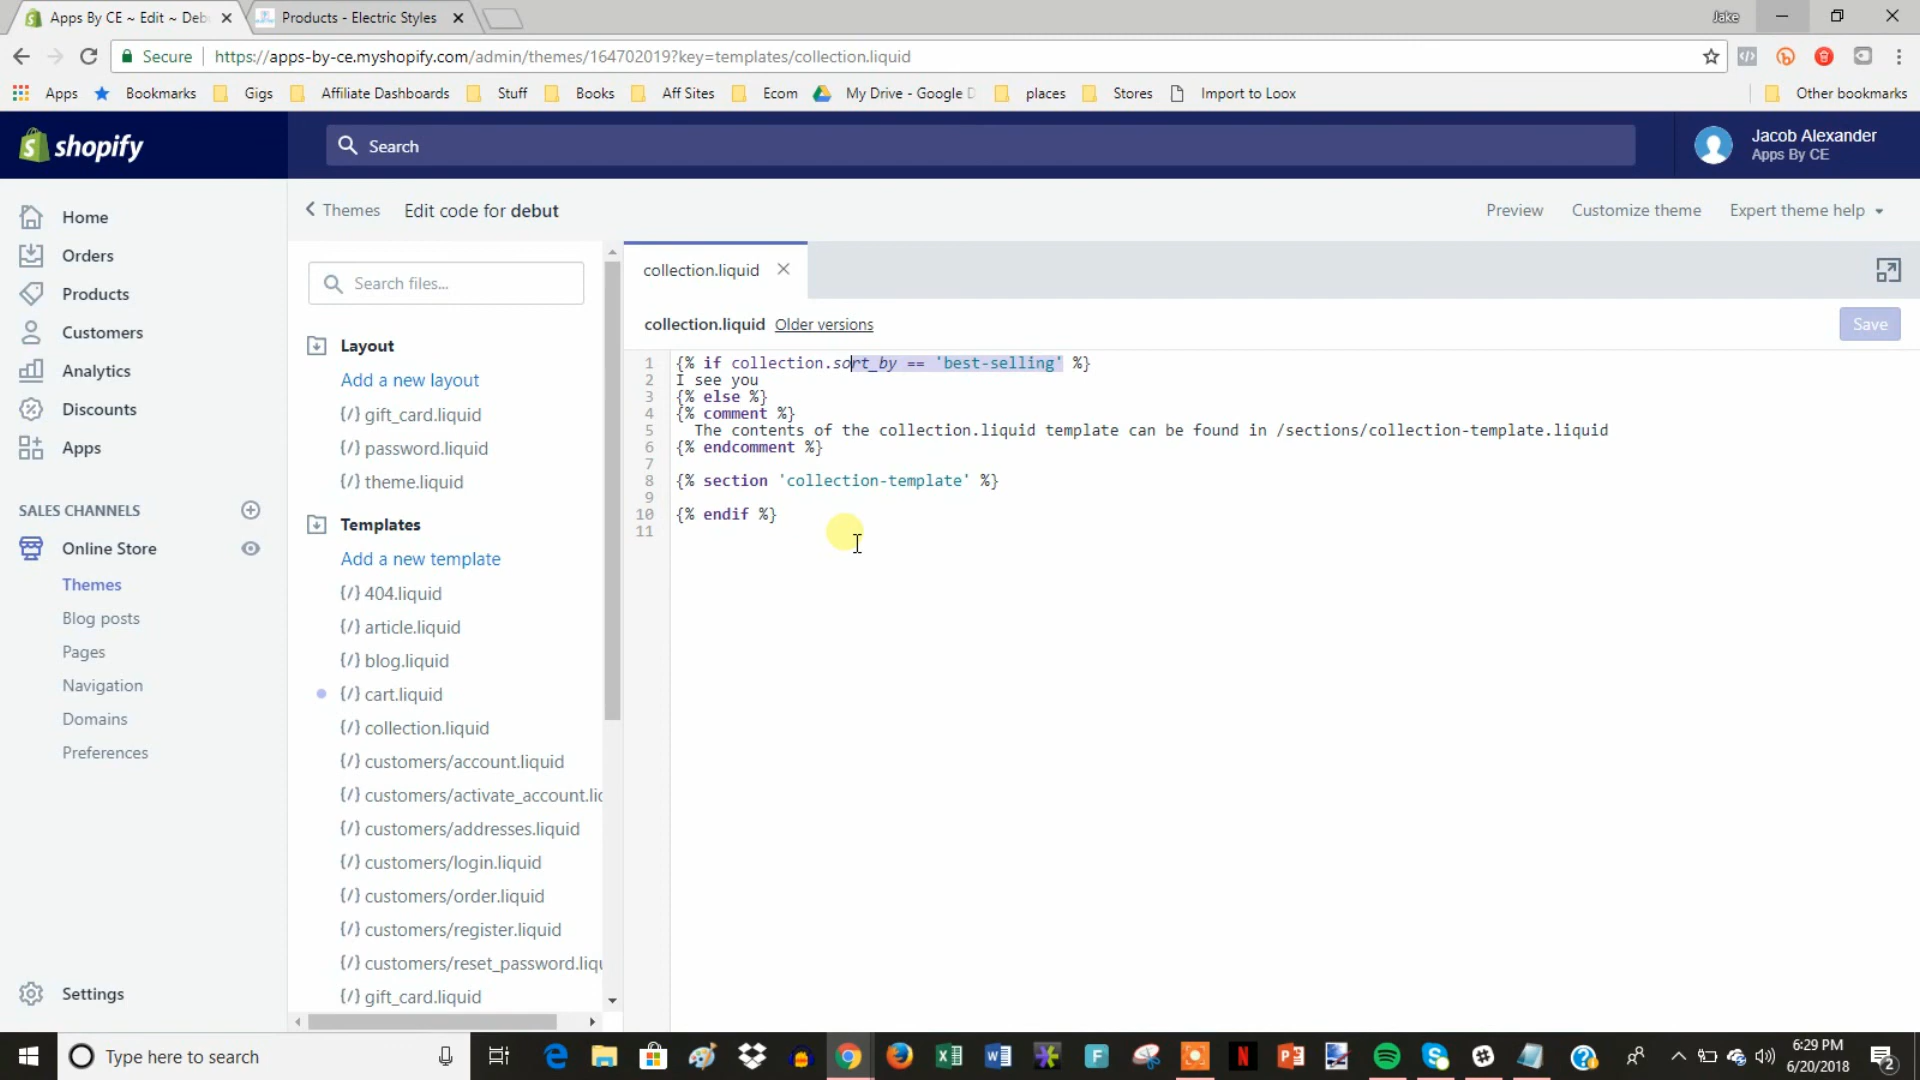 Apps By CE ~ Edit ~ Deb
Products - Electric Styles
Jake
Secure
https://apps-by-ce.myshopify.com/admin/themes/164702019?key=templates/collection.liquid
Apps
Bookmarks
Gigs
Affiliate Dashboards
Stuff
Books
Aff Sites
Ecom
My Drive - Google D
places
Stores
Import to Loox
Other bookmarks
shopify
Search
Jacob Alexander
Apps By CE
Home
Orders
Products
Customers
Analytics
Discounts
Apps
SALES CHANNELS
Online Store
Themes
Blog posts
Pages
Navigation
Domains
Preferences
Settings
Themes
Edit code for debut
Preview
Customize theme
Expert theme help
Search files...
Layout
Add a new layout
{/} gift_card.liquid
{/} password.liquid
{/} theme.liquid
Templates
Add a new template
{/} 404.liquid
{/} article.liquid
{/} blog.liquid
{/} cart.liquid
{/} collection.liquid
{/} customers/account.liquid
{/} customers/activate_account.lic
{/} customers/addresses.liquid
{/} customers/login.liquid
{/} customers/order.liquid
{/} customers/register.liquid
{/} customers/reset_password.liqu
{/} gift_card.liquid
collection.liquid
collection.liquid Older versions
Save
1 {% if collection.sort_by == 'best-selling' %}
2 I see you
3 {% else %}
4 {% comment %}
5 The contents of the collection.liquid template can be found in /sections/collection-template.liquid
6 {% endcomment %}
7
8 {% section 'collection-template' %}
9
10 {% endif %}
11
Type here to search
6:29 PM
6/20/2018
2